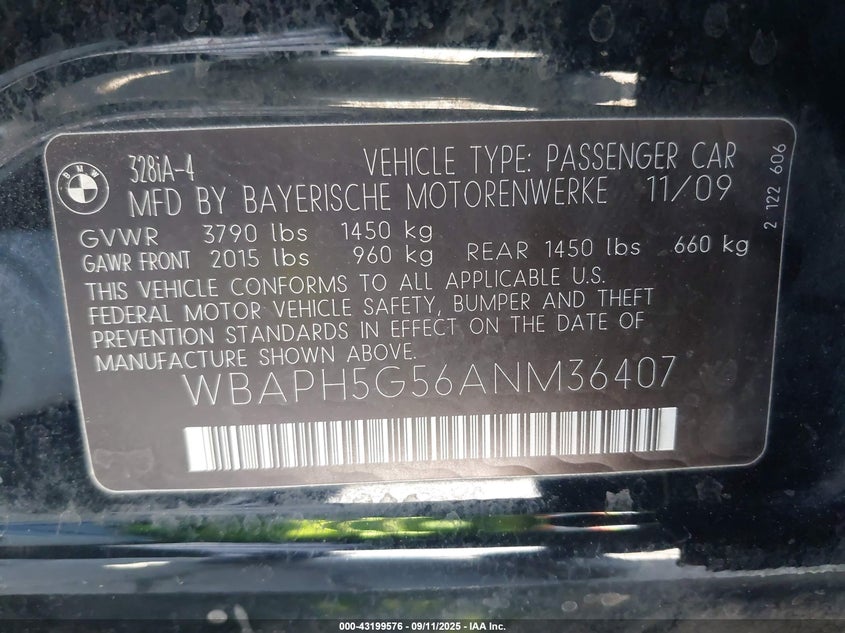 BMW
328iA-4 VEHICLE TYPE: PASSENGER CAR
MFD BY BAYERISCHE MOTORENWERKE 11/09
GVWR 3790 lbs 1450 kg
GAWR FRONT 2015 lbs 960 kg REAR 1450 lbs 660 kg
THIS VEHICLE CONFORMS TO ALL APPLICABLE U.S.
FEDERAL MOTOR VEHICLE SAFETY, BUMPER AND THEFT
PREVENTION STANDARDS IN EFFECT ON THE DATE OF
MANUFACTURE SHOWN ABOVE.
WBAPH5G56ANM36407
2 122 606
000-43199576 - 09/11/2025 - IAA Inc.